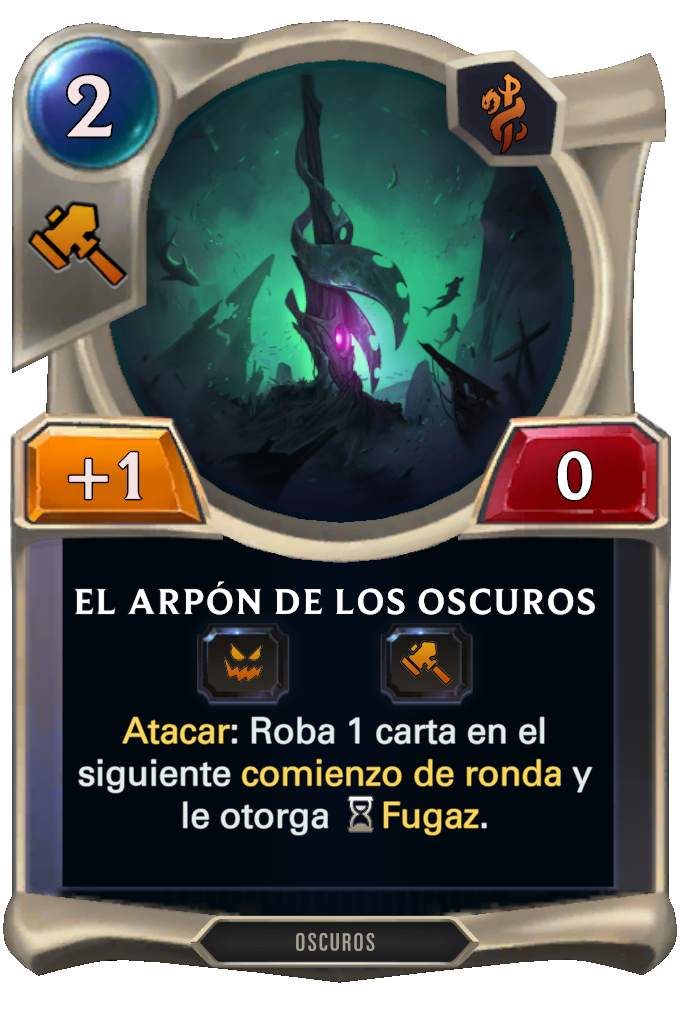 2
+1
0
EL ARPÓN DE LOS OSCUROS
Atacar: Roba 1 carta en el
siguiente comienzo de ronda y
le otorga Fugaz.
OSCUROS